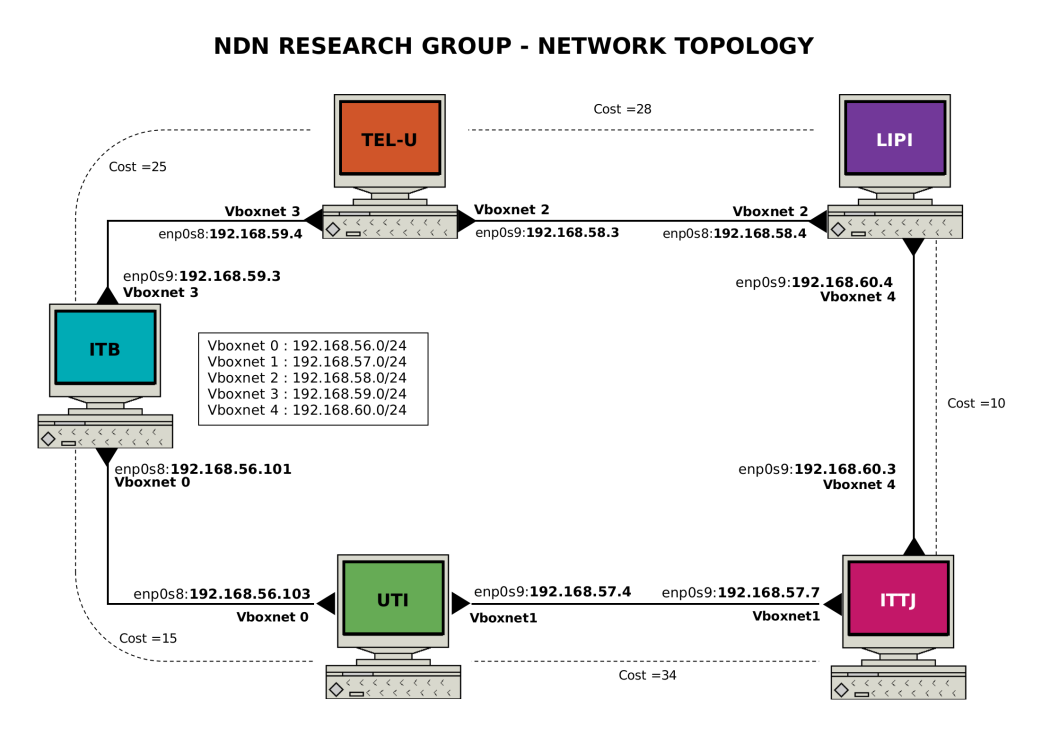 NDN RESEARCH GROUP - NETWORK TOPOLOGY
Cost =28
TEL-U
LIPI
Cost =25
Vboxnet 3
Vboxnet 2
Vboxnet 2
enp0s8:192.168.59.4
enp0s9:192.168.58.3
enp0s8:192.168.58.4
enp0s9:192.168.59.3
Vboxnet 3
enp0s9:192.168.60.4
Vboxnet 4
ITB
Vboxnet 0 : 192.168.56.0/24
Vboxnet 1 : 192.168.57.0/24
Vboxnet 2 : 192.168.58.0/24
Vboxnet 3 : 192.168.59.0/24
Vboxnet 4 : 192.168.60.0/24
Cost =10
enp0s8:192.168.56.101
Vboxnet 0
enp0s9:192.168.60.3
Vboxnet 4
enp0s8:192.168.56.103
Vboxnet 0
UTI
enp0s9:192.168.57.4
Vboxnet1
enp0s9:192.168.57.7
Vboxnet1
ITTJ
Cost =15
Cost =34